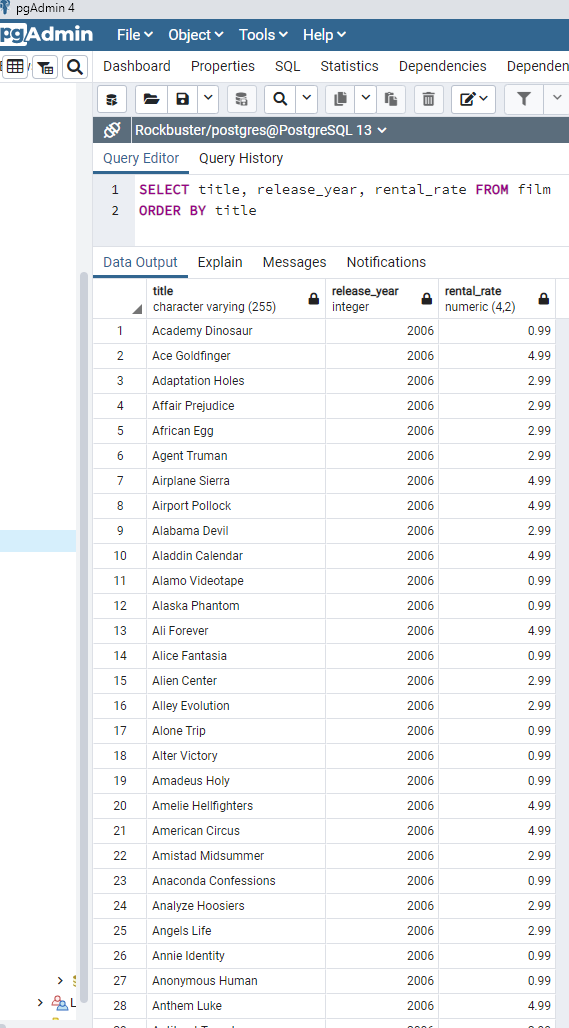 pgAdmin 4
pgAdmin File Object Tools Help
Dashboard Properties SQL Statistics Dependencies Dependen
Rockbuster/postgres@PostgreSQL 13
Query Editor Query History
1 SELECT title, release_year, rental_rate FROM film
2 ORDER BY title
Data Output Explain Messages Notifications
title release_year rental_rate
character varying (255) integer numeric (4,2)
1 Academy Dinosaur 2006 0.99
2 Ace Goldfinger 2006 4.99
3 Adaptation Holes 2006 2.99
4 Affair Prejudice 2006 2.99
5 African Egg 2006 2.99
6 Agent Truman 2006 2.99
7 Airplane Sierra 2006 4.99
8 Airport Pollock 2006 4.99
9 Alabama Devil 2006 2.99
10 Aladdin Calendar 2006 4.99
11 Alamo Videotape 2006 0.99
12 Alaska Phantom 2006 0.99
13 Ali Forever 2006 4.99
14 Alice Fantasia 2006 0.99
15 Alien Center 2006 2.99
16 Alley Evolution 2006 2.99
17 Alone Trip 2006 0.99
18 Alter Victory 2006 0.99
19 Amadeus Holy 2006 0.99
20 Amelie Hellfighters 2006 4.99
21 American Circus 2006 4.99
22 Amistad Midsummer 2006 2.99
23 Anaconda Confessions 2006 0.99
24 Analyze Hoosiers 2006 2.99
25 Angels Life 2006 2.99
26 Annie Identity 2006 0.99
27 Anonymous Human 2006 0.99
L
28 Anthem Luke 2006 4.99